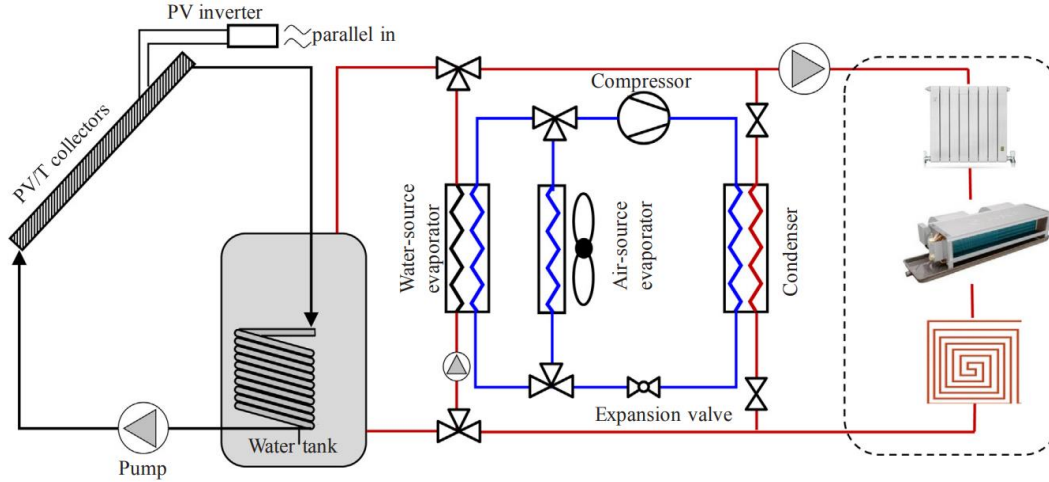 PV inverter
parallel in
PV/T collectors
Compressor
Water-source
evaporator
Air-source
evaporator
Condenser
Expansion valve
Water tank
Pump